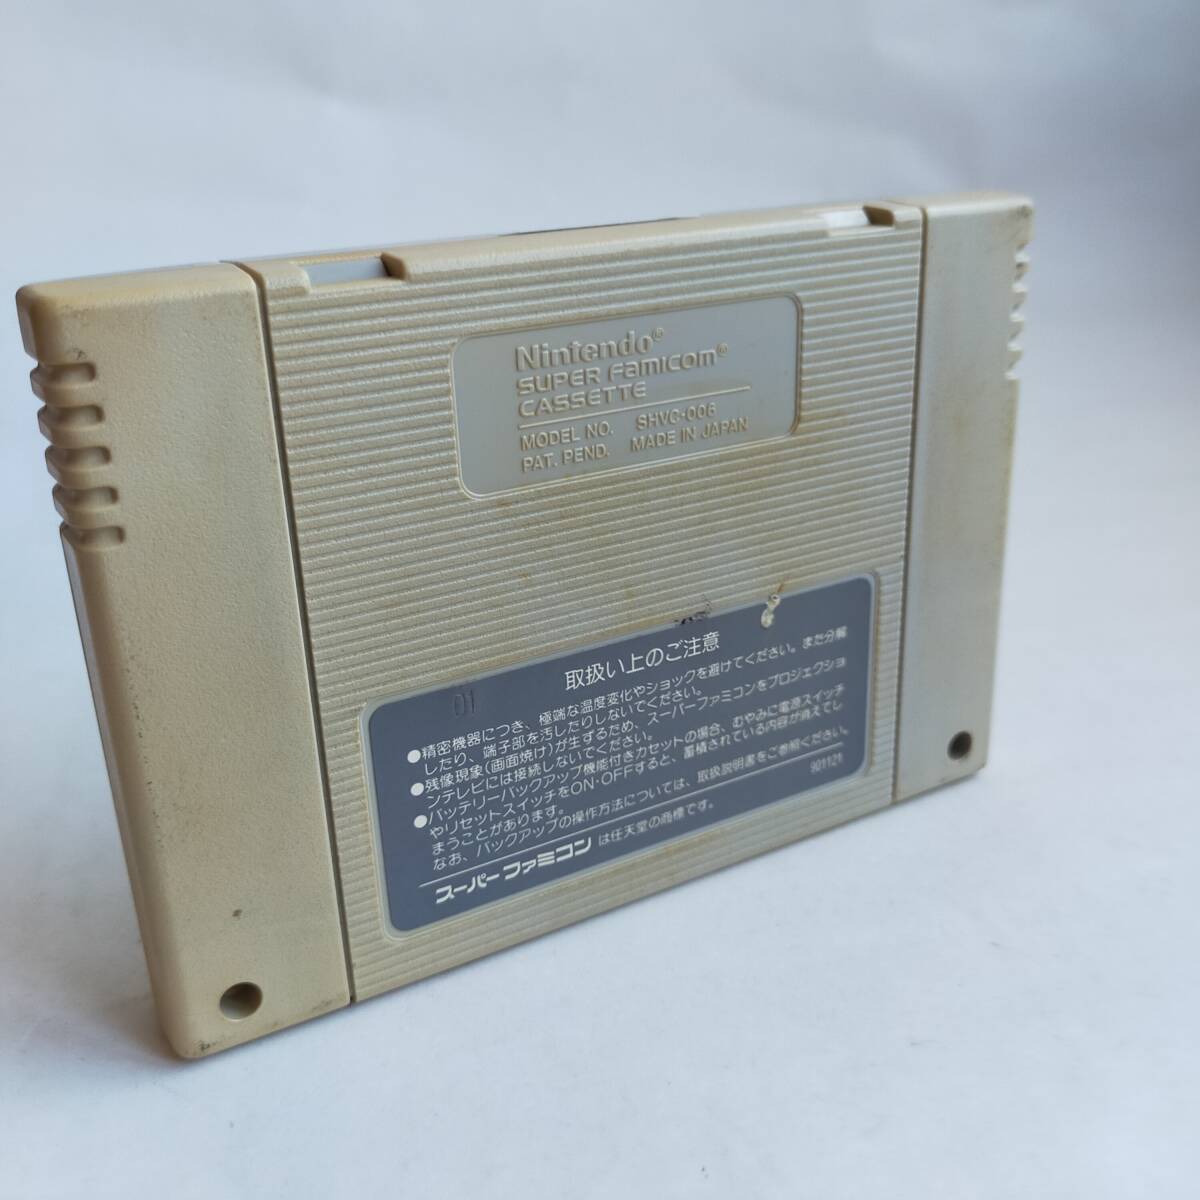 Nintendo®
SUPER FAMICOM®
CASSETTE
MODEL NO. SHVC-006
PAT. PEND. MADE IN JAPAN
01
取扱い上のご注意
●精密機器につき、極端な温度変化やショックを避けてください。また分解
したり、端子部を汚したりしないでください。
●残像現象(画面焼け)が生ずるため、スーパーファミコンをプロジェクショ
ンテレビには接続しないでください。
●バッテリーバックアップ機能付きカセットの場合、むやみに電源スイッチ
やリセットスイッチをON・OFFすると、蓄積されている内容が消えてし
まうことがあります。
なお、バックアップの操作方法については、取扱説明書をご参照ください。
901121
スーパーファミコンは任天堂の商標です。